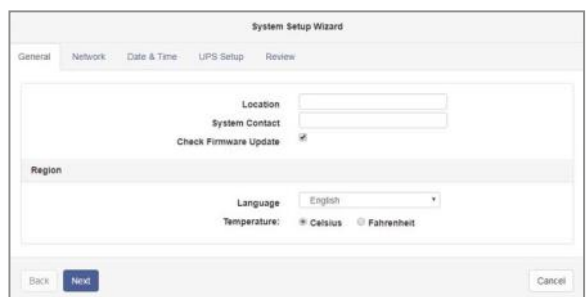 System Setup Wizard
General Network Date & Time UPS Setup Review
Location
System Contact
Check Firmware Update
Region
Language English
Temperature: Celsius Fahrenheit
Back Next Cancel